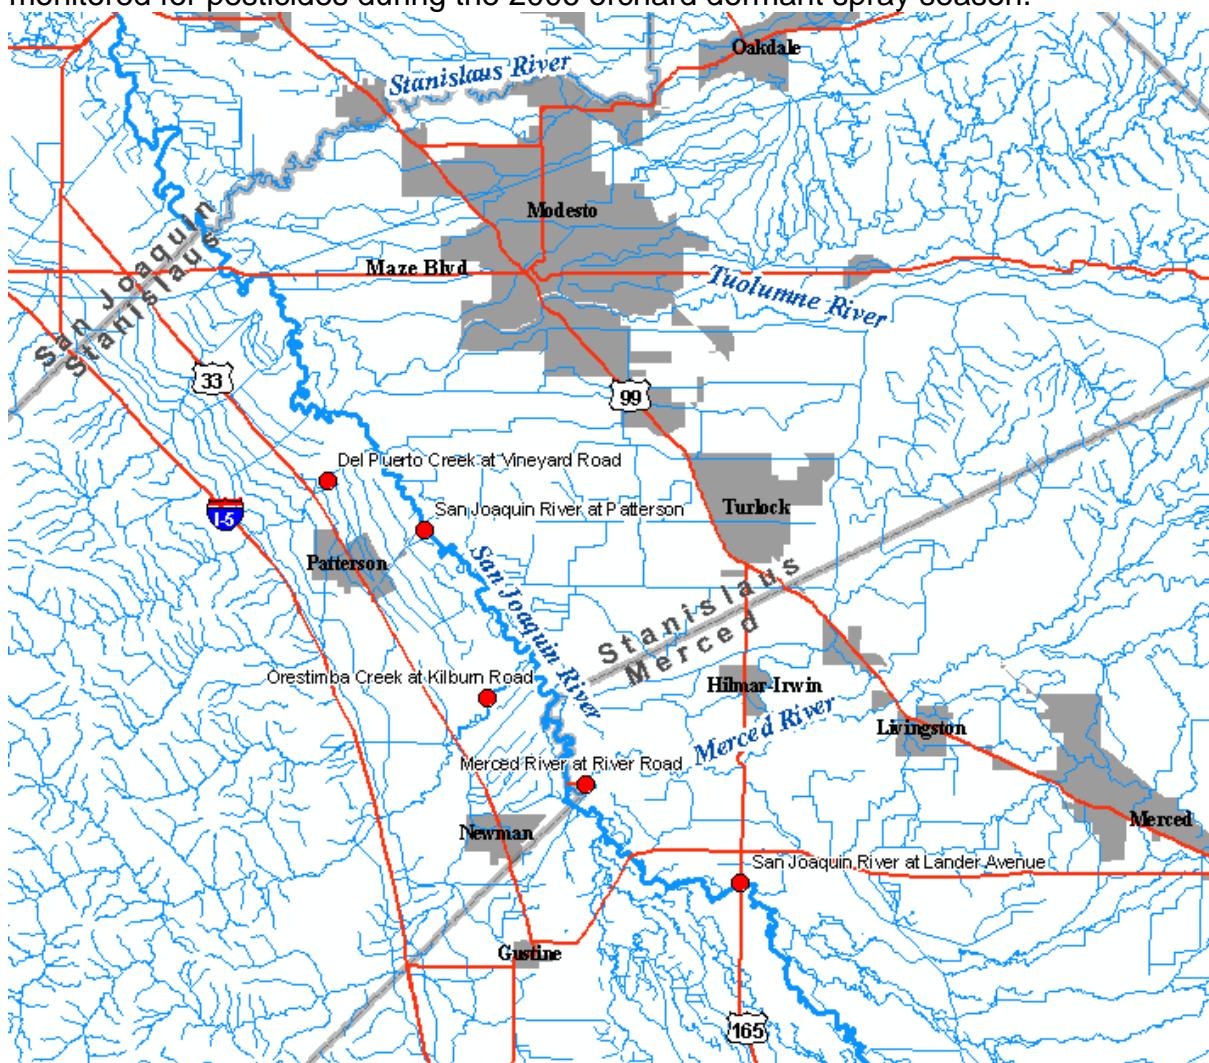 monitored for pesticides during the 2006 orchard dormant spray season.
Oakdale
Stanislaus River
Modesto
San Joaquin
Stanislaus
Maze Blvd
Tuolumne River
33
99
Del Puerto Creek at Vineyard Road
I-5
San Joaquin River at Patterson
Turlock
Patterson
San Joaquin River
Stanislaus
Merced
Orestimba Creek at Kilburn Road
Hilmar-Irwin
Merced River
Livingston
Merced River at River Road
Newman
Merced
San Joaquin River at Lander Avenue
Gustine
165